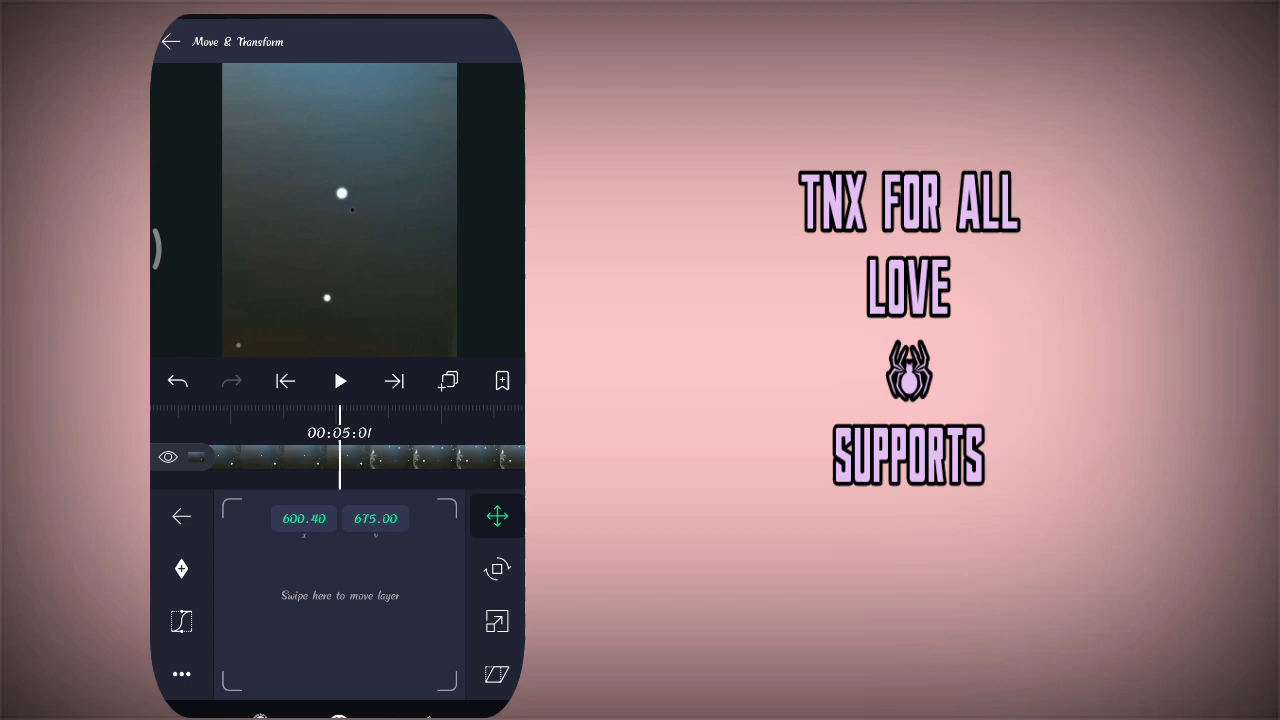 Move & Transform
TNX FOR ALL
LOVE
SUPPORTS
00:05:01
600.40 675.00
x y
Swipe here to move layer